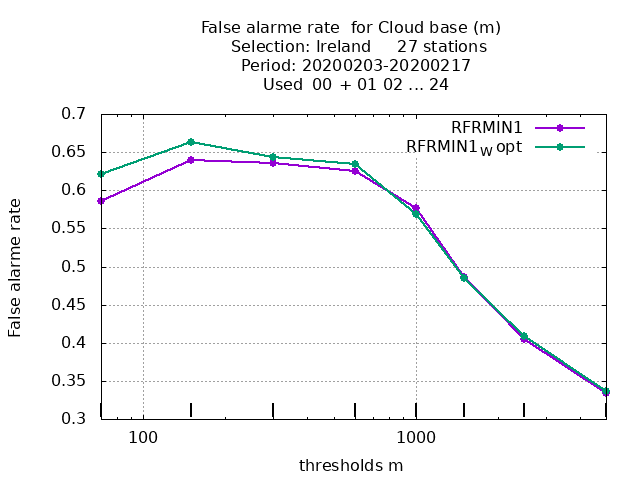 False alarme rate  for Cloud base (m)
Selection: Ireland     27 stations
Period: 20200203-20200217
Used  00 + 01 02 ... 24
RFRMIN1
RFRMIN1W opt
False alarme rate
0.7
0.65
0.6
0.55
0.5
0.45
0.4
0.35
0.3
100
1000
thresholds m